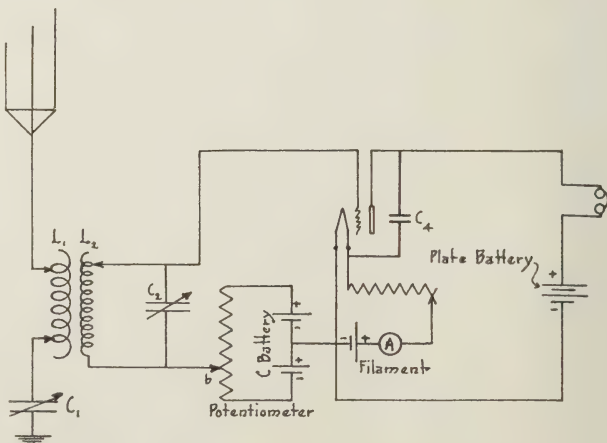 L₁ L₂
C₂
C₁
b
Potentiometer
C Battery
+
-
+
-
- + A
Filament
C₄
Plate Battery
+
-